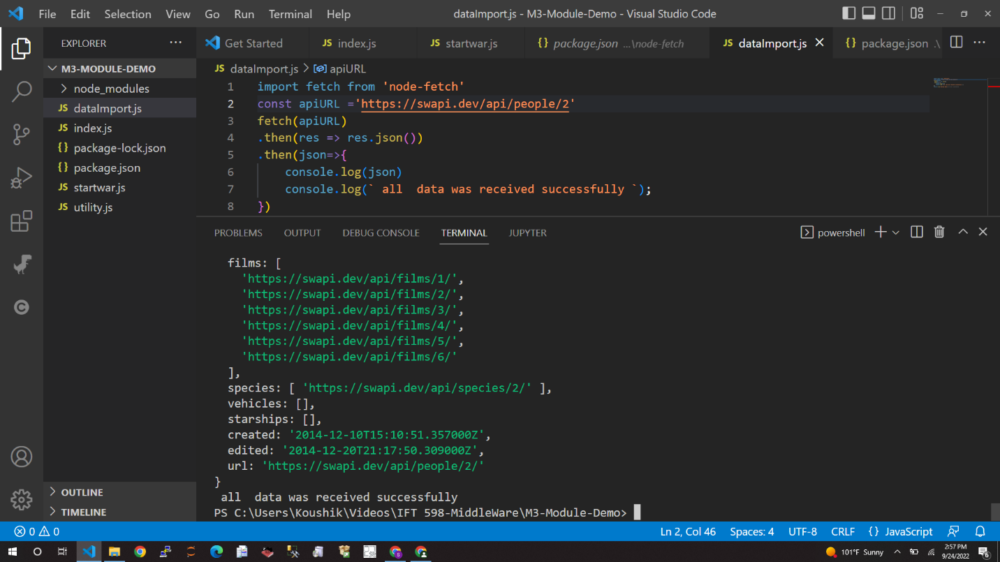 File Edit Selection View Go Run Terminal Help
dataImport.js - M3-Module-Demo - Visual Studio Code
EXPLORER
Get Started
JS index.js
JS startwar.js
{} package.json ...\node-fetch
JS dataImport.js
{} package.json .\
M3-MODULE-DEMO
node_modules
JS dataImport.js
JS index.js
{} package-lock.json
{} package.json
JS startwar.js
JS utility.js
OUTLINE
TIMELINE
JS dataImport.js > apiURL
1 import fetch from 'node-fetch'
2 const apiURL ='https://swapi.dev/api/people/2'
3 fetch(apiURL)
4 .then(res => res.json())
5 .then(json=>{
6 console.log(json)
7 console.log(` all  data was received successfully `);
8 })
PROBLEMS OUTPUT DEBUG CONSOLE TERMINAL JUPYTER
powershell
films: [
'https://swapi.dev/api/films/1/',
'https://swapi.dev/api/films/2/',
'https://swapi.dev/api/films/3/',
'https://swapi.dev/api/films/4/',
'https://swapi.dev/api/films/5/',
'https://swapi.dev/api/films/6/'
],
species: [ 'https://swapi.dev/api/species/2/' ],
vehicles: [],
starships: [],
created: '2014-12-10T15:10:51.357000Z',
edited: '2014-12-20T21:17:50.309000Z',
url: 'https://swapi.dev/api/people/2/'
}
all  data was received successfully
PS C:\Users\Koushik\Videos\IFT 598-MiddleWare\M3-Module-Demo>
0 0
Ln 2, Col 46 Spaces: 4 UTF-8 CRLF {} JavaScript
101°F Sunny
2:57 PM
9/24/2022
6